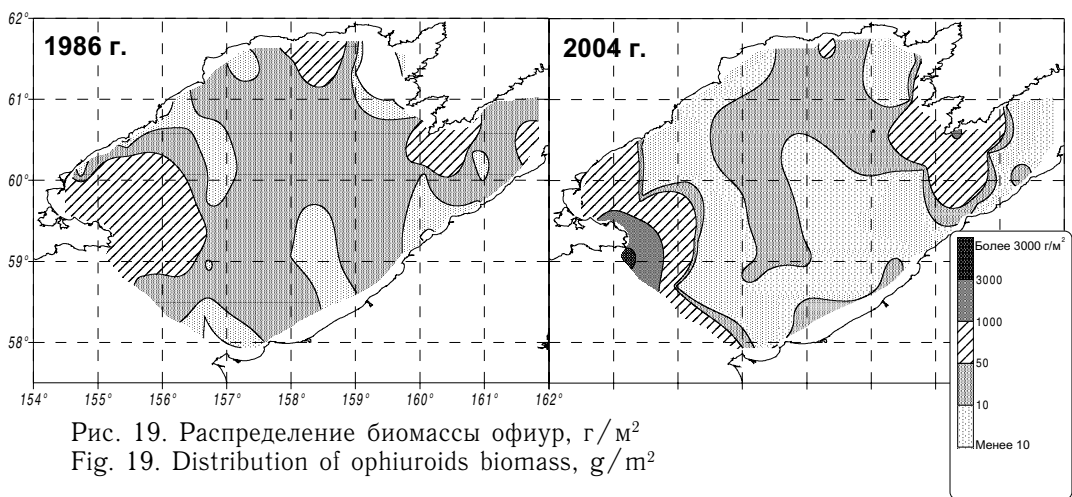 62°
1986 г.
2004 г.
61°
60°
59°
58°
154° 155° 156° 157° 158° 159° 160° 161° 162°
Более 3000 г/м²
3000
1000
50
10
Менее 10
Рис. 19. Распределение биомассы офиур, г/м²
Fig. 19. Distribution of ophiuroids biomass, g/m²